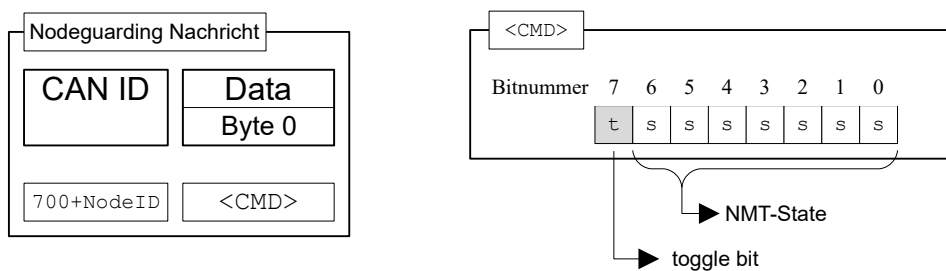 Nodeguarding Nachricht
CAN ID
Data
Byte 0
700+NodeID
<CMD>
<CMD>
Bitnummer 7 6 5 4 3 2 1 0
t s s s s s s s
NMT-State
toggle bit